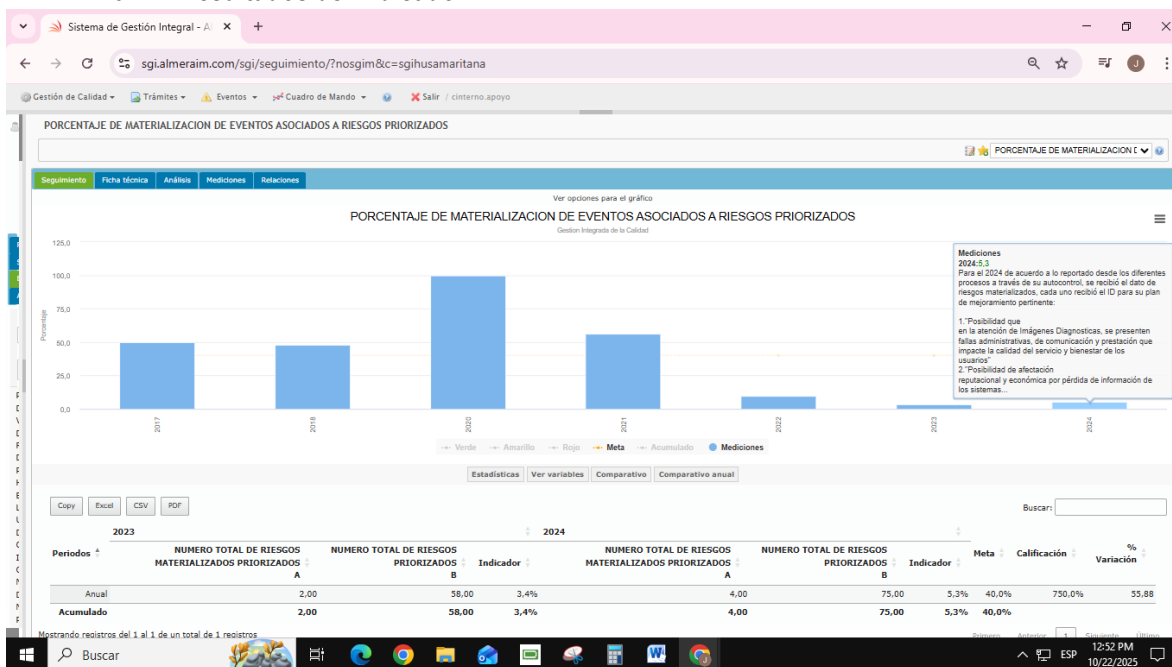 Sistema de Gestión Integral - Al
sgi.almeraim.com/sgi/seguimiento/?nosgim&c=sgihusamaritana
J
Gestión de Calidad
Trámites
Eventos
Cuadro de Mando
Salir / cinterno.apoyo
PORCENTAJE DE MATERIALIZACION DE EVENTOS ASOCIADOS A RIESGOS PRIORIZADOS
PORCENTAJE DE MATERIALIZACION D
Seguimiento Ficha técnica Análisis Mediciones Relaciones
Ver opciones para el gráfico
PORCENTAJE DE MATERIALIZACION DE EVENTOS ASOCIADOS A RIESGOS PRIORIZADOS
Gestion Integrada de la Calidad
Porcentaje
125,0
100,0
75,0
50,0
25,0
0,0
2017 2018 2020 2021 2022 2023 2024
Mediciones
2024:5,3
Para el 2024 de acuerdo a lo reportado desde los diferentes
procesos a través de su autocontrol, se recibió el dato de
riesgos materializados, cada uno recibió el ID para su plan
de mejoramiento pertinente:
1."Posibilidad que
en la atención de Imágenes Diagnosticas, se presenten
fallas administrativas, de comunicación y prestación que
impacte la calidad del servicio y bienestar de los
usuarios"
2."Posibilidad de afectación
reputacional y económica por pérdida de información de
los sistemas...
Verde Amarillo Rojo Meta Acumulado Mediciones
Estadísticas Ver variables Comparativo Comparativo anual
Copy Excel CSV PDF
Buscar:
2023 2024
Periodos
NUMERO TOTAL DE RIESGOS
MATERIALIZADOS PRIORIZADOS
A
NUMERO TOTAL DE RIESGOS
PRIORIZADOS
B
Indicador
NUMERO TOTAL DE RIESGOS
MATERIALIZADOS PRIORIZADOS
A
NUMERO TOTAL DE RIESGOS
PRIORIZADOS
B
Indicador
Meta
Calificación
%
Variación
Anual 2,00 58,00 3,4% 4,00 75,00 5,3% 40,0% 750,0% 55,88
Acumulado 2,00 58,00 3,4% 4,00 75,00 5,3% 40,0%
Mostrando registros del 1 al 1 de un total de 1 registros
Primero Anterior 1 Siguiente Último
Buscar
ESP
12:52 PM
10/22/2025